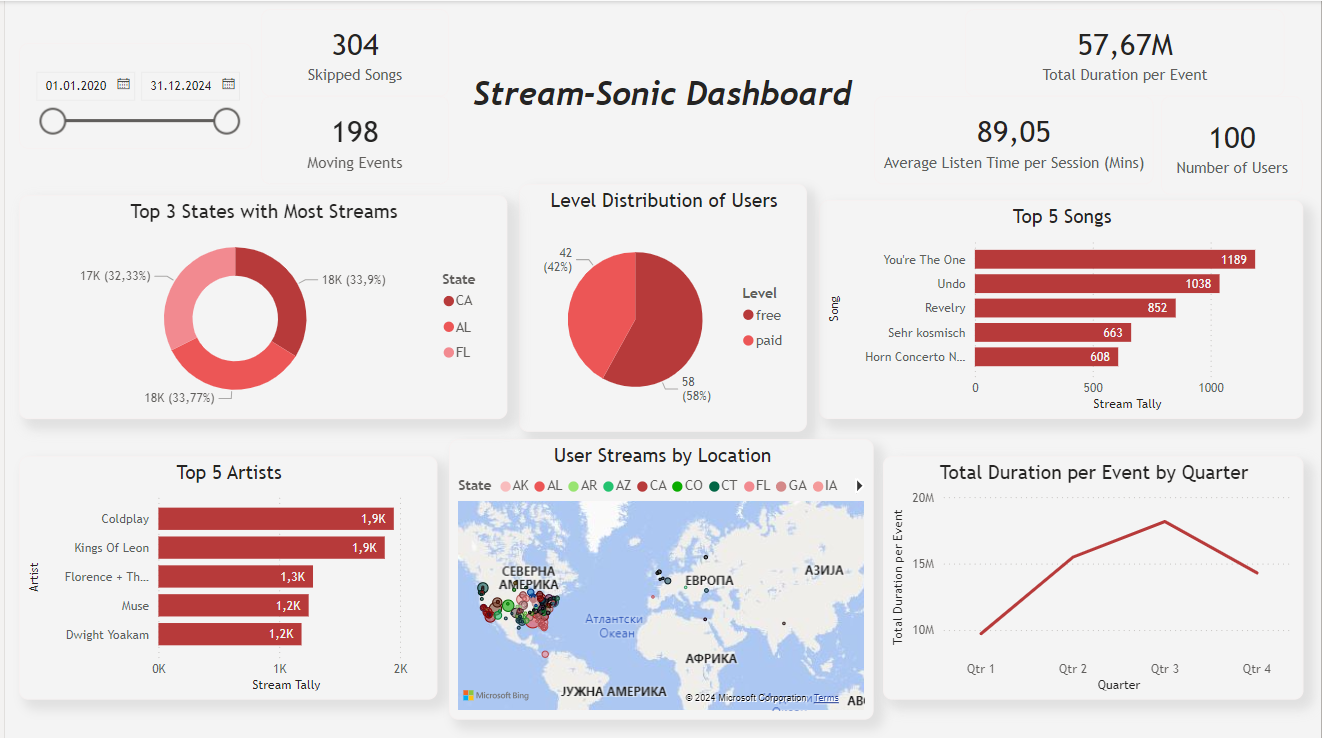 01.01.2020
31.12.2024
304
Skipped Songs
198
Moving Events
Stream-Sonic Dashboard
57,67M
Total Duration per Event
89,05
Average Listen Time per Session (Mins)
100
Number of Users
Top 3 States with Most Streams
17K (32,33%)
18K (33,9%)
18K (33,77%)
State
CA
AL
FL
Level Distribution of Users
42
(42%)
58
(58%)
Level
free
paid
Top 5 Songs
Song
You're The One
1189
Undo
1038
Revelry
852
Sehr kosmisch
663
Horn Concerto N...
608
0
500
1000
Stream Tally
Top 5 Artists
Artist
Coldplay
1,9K
Kings Of Leon
1,9K
Florence + Th...
1,3K
Muse
1,2K
Dwight Yoakam
1,2K
0K
1K
2K
Stream Tally
User Streams by Location
State AK AL AR AZ CA CO CT FL GA IA
СЕВЕРНА
АМЕРИКА
ЕВРОПА
АЗИЈА
Атлантски
Океан
АФРИКА
ЈУЖНА АМЕРИКА
Microsoft Bing
© 2024 Microsoft Corporation
Terms
Total Duration per Event by Quarter
Total Duration per Event
20M
15M
10M
Qtr 1
Qtr 2
Qtr 3
Qtr 4
Quarter